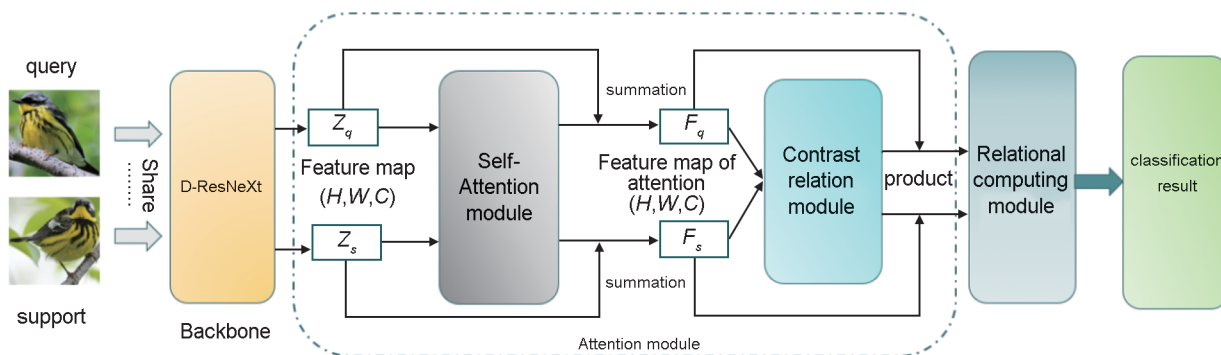 query
Share
........
support
D-ResNeXt
Backbone
Z_q
Feature map
(H,W,C)
Z_s
Self-
Attention
module
summation
summation
F_q
Feature map of
attention
(H,W,C)
F_s
Contrast
relation
module
product
Attention module
Relational
computing
module
classification
result